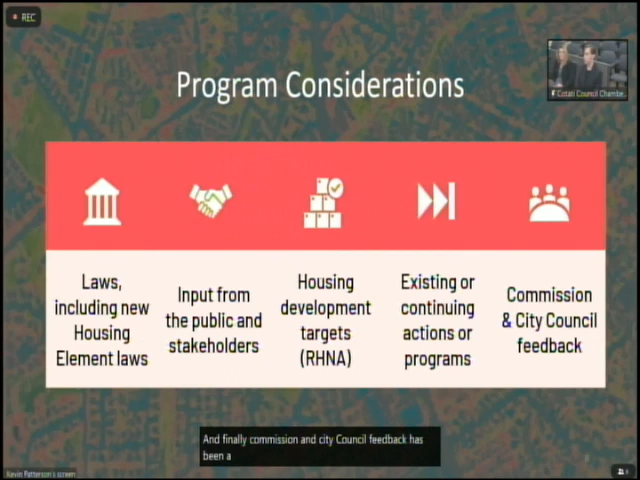 REC
Program Considerations
Cotati Council Chambe...
Laws,
including new
Housing
Element laws
Input from
the public and
stakeholders
Housing
development
targets
(RHNA)
Existing or
continuing
actions or
programs
Commission
& City Council
feedback
And finally commission and city Council feedback has
been a
Kevin Patterson's screen